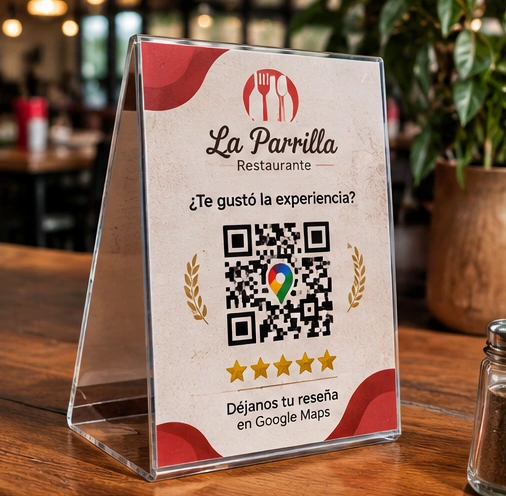 La Parrilla
Restaurante
¿Te gustó la experiencia?
Déjanos tu reseña
en Google Maps